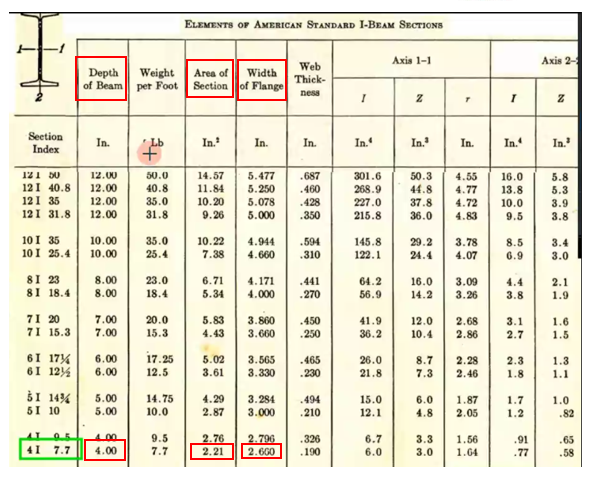 ELEMENTS OF AMERICAN STANDARD I-BEAM SECTIONS
1 1
2
Section Index Depth of Beam Weight per Foot Area of Section Width of Flange Web Thickness Axis 1–1 Axis 2–2
I Z r I Z
In. Lb In.² In. In. In.⁴ In.³ In. In.⁴ In.³
12 I 50 12.00 50.0 14.57 5.477 .687 301.6 50.3 4.55 16.0 5.8
12 I 40.8 12.00 40.8 11.84 5.250 .460 268.9 44.8 4.77 13.8 5.3
12 I 35 12.00 35.0 10.20 5.078 .428 227.0 37.8 4.72 10.0 3.9
12 I 31.8 12.00 31.8 9.26 5.000 .350 215.8 36.0 4.83 9.5 3.8
10 I 35 10.00 35.0 10.22 4.944 .594 145.8 29.2 3.78 8.5 3.4
10 I 25.4 10.00 25.4 7.38 4.660 .310 122.1 24.4 4.07 6.9 3.0
8 I 23 8.00 23.0 6.71 4.171 .441 64.2 16.0 3.09 4.4 2.1
8 I 18.4 8.00 18.4 5.34 4.000 .270 56.9 14.2 3.26 3.8 1.9
7 I 20 7.00 20.0 5.83 3.860 .450 41.9 12.0 2.68 3.1 1.6
7 I 15.3 7.00 15.3 4.43 3.660 .250 36.2 10.4 2.86 2.7 1.5
6 I 17¼ 6.00 17.25 5.02 3.565 .465 26.0 8.7 2.28 2.3 1.3
6 I 12½ 6.00 12.5 3.61 3.330 .230 21.8 7.3 2.46 1.8 1.1
5 I 14¾ 5.00 14.75 4.29 3.284 .494 15.0 6.0 1.87 1.7 1.0
5 I 10 5.00 10.0 2.87 3.000 .210 12.1 4.8 2.05 1.2 .82
4 I 9.5 4.00 9.5 2.76 2.796 .326 6.7 3.3 1.56 .91 .65
4 I 7.7 4.00 7.7 2.21 2.660 .190 6.0 3.0 1.64 .77 .58